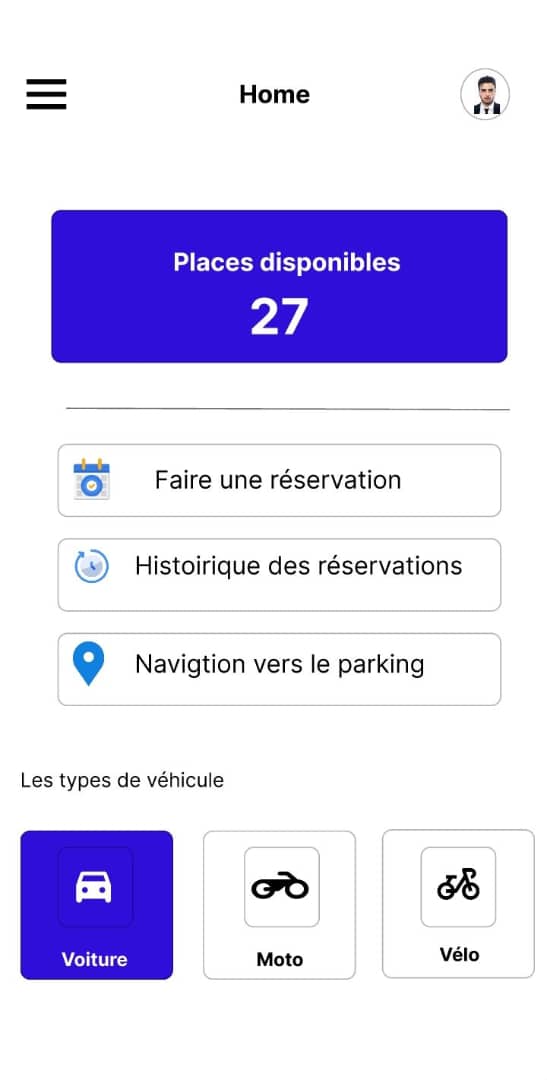 Home
Places disponibles
27
Faire une réservation
Histoirique des réservations
Navigtion vers le parking
Les types de véhicule
Voiture
Moto
Vélo